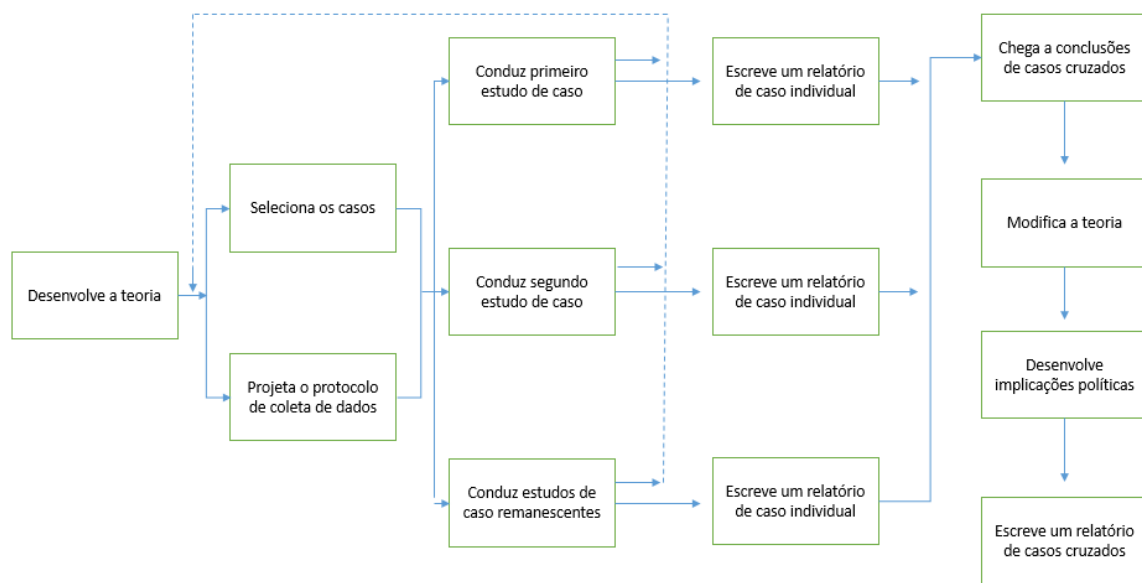 Desenvolve a teoria
Seleciona os casos
Projeta o protocolo
de coleta de dados
Conduz primeiro
estudo de caso
Conduz segundo
estudo de caso
Conduz estudos de
caso remanescentes
Escreve um relatório
de caso individual
Escreve um relatório
de caso individual
Escreve um relatório
de caso individual
Chega a conclusões
de casos cruzados
Modifica a teoria
Desenvolve
implicações políticas
Escreve um relatório
de casos cruzados